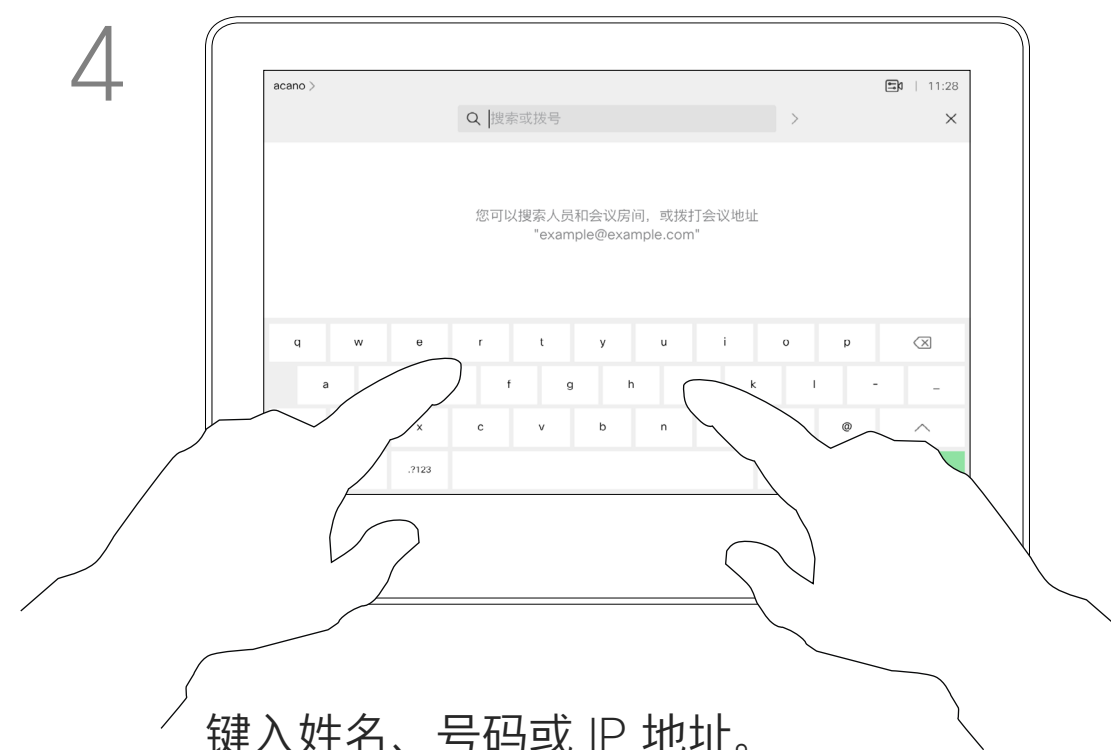 4
acano >
11:28
搜索或拨号
您可以搜索人员和会议房间，或拨打会议地址
"example@example.com"
q w e r t y u i o p
a f g h k l - _
x c v b n @
.?123
键入姓名、号码或 IP 地址。